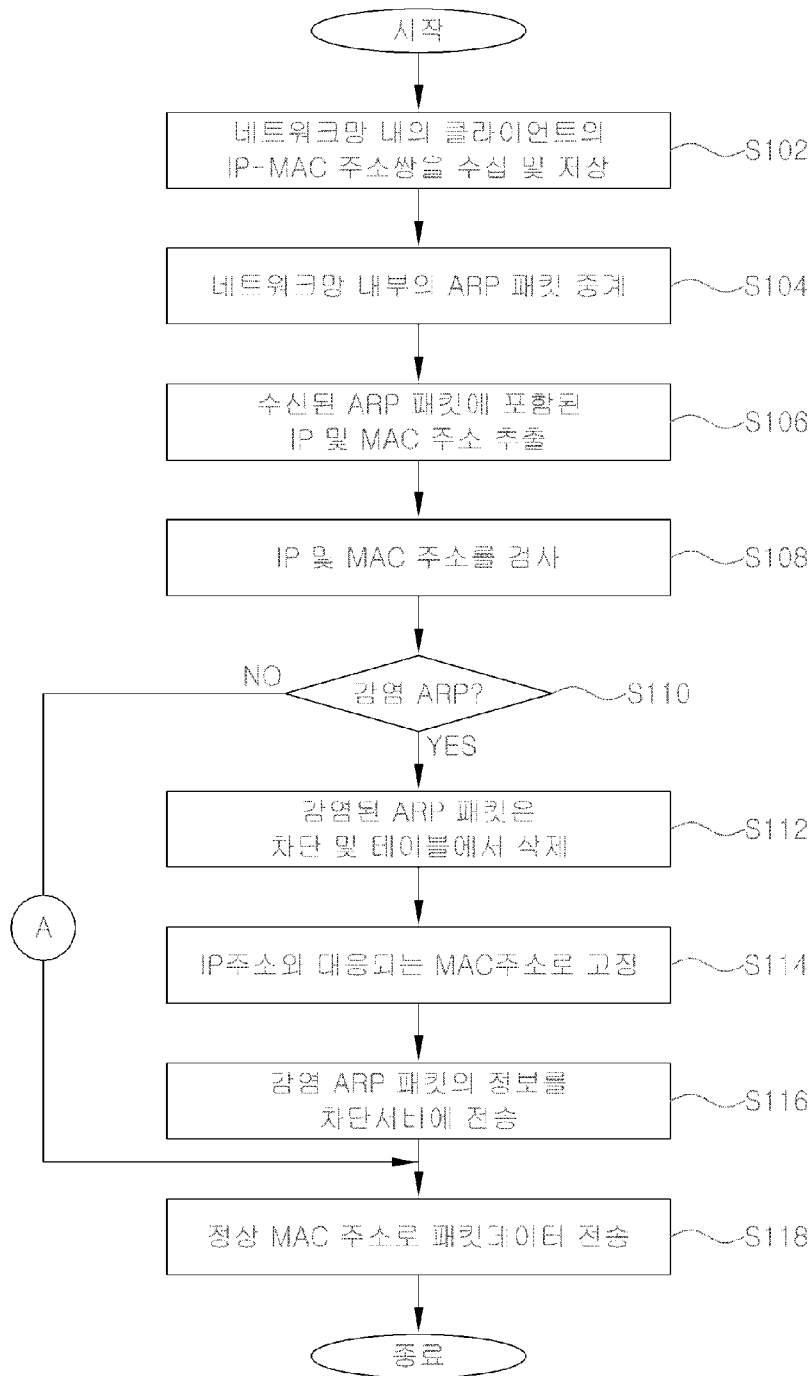 시작
네트워크망 내의 클라이언트의
IP-MAC 주소쌍을 수집 및 저장
S102
네트워크망 내부의 ARP 패킷 중계
S104
수신된 ARP 패킷에 포함된
IP 및 MAC 주소 추출
S106
IP 및 MAC 주소를 검사
S108
NO
감염 ARP?
S110
YES
감염된 ARP 패킷은
차단 및 테이블에서 삭제
S112
A
IP주소와 대응되는 MAC주소로 고정
S114
감염 ARP 패킷의 정보를
차단서버에 전송
S116
정상 MAC 주소로 패킷데이터 전송
S118
종료